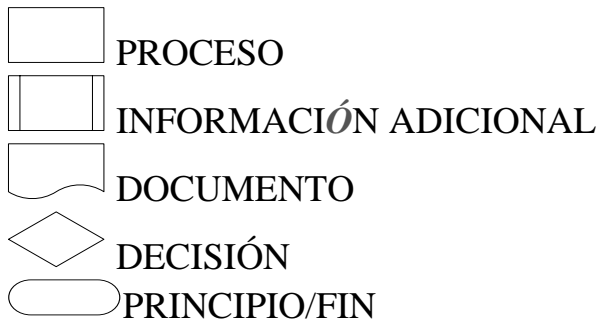 PROCESO
INFORMACIÓN ADICIONAL
DOCUMENTO
DECISIÓN
PRINCIPIO/FIN